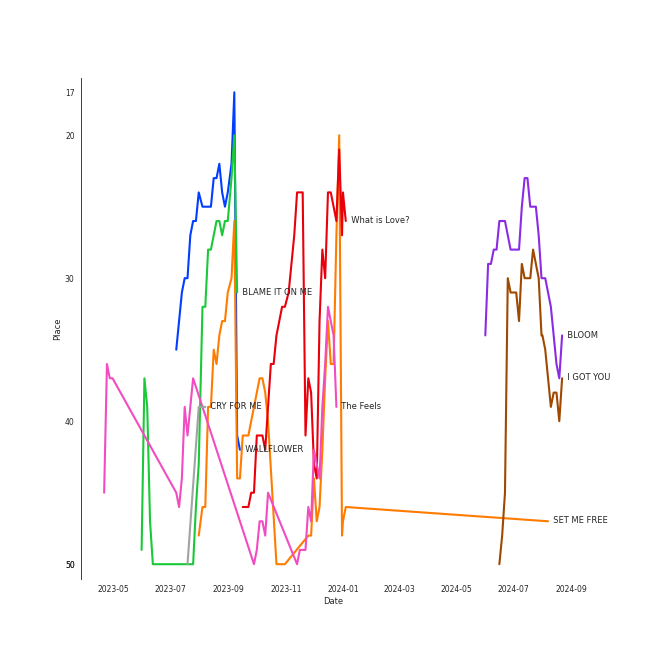 17
20
What is Love?
30
BLAME IT ON ME
Place
BLOOM
I GOT YOU
CRY FOR ME
The Feels
40
WALLFLOWER
SET ME FREE
50
2023-05
2023-07
2023-09
2023-11
2024-01
2024-03
2024-05
2024-07
2024-09
Date